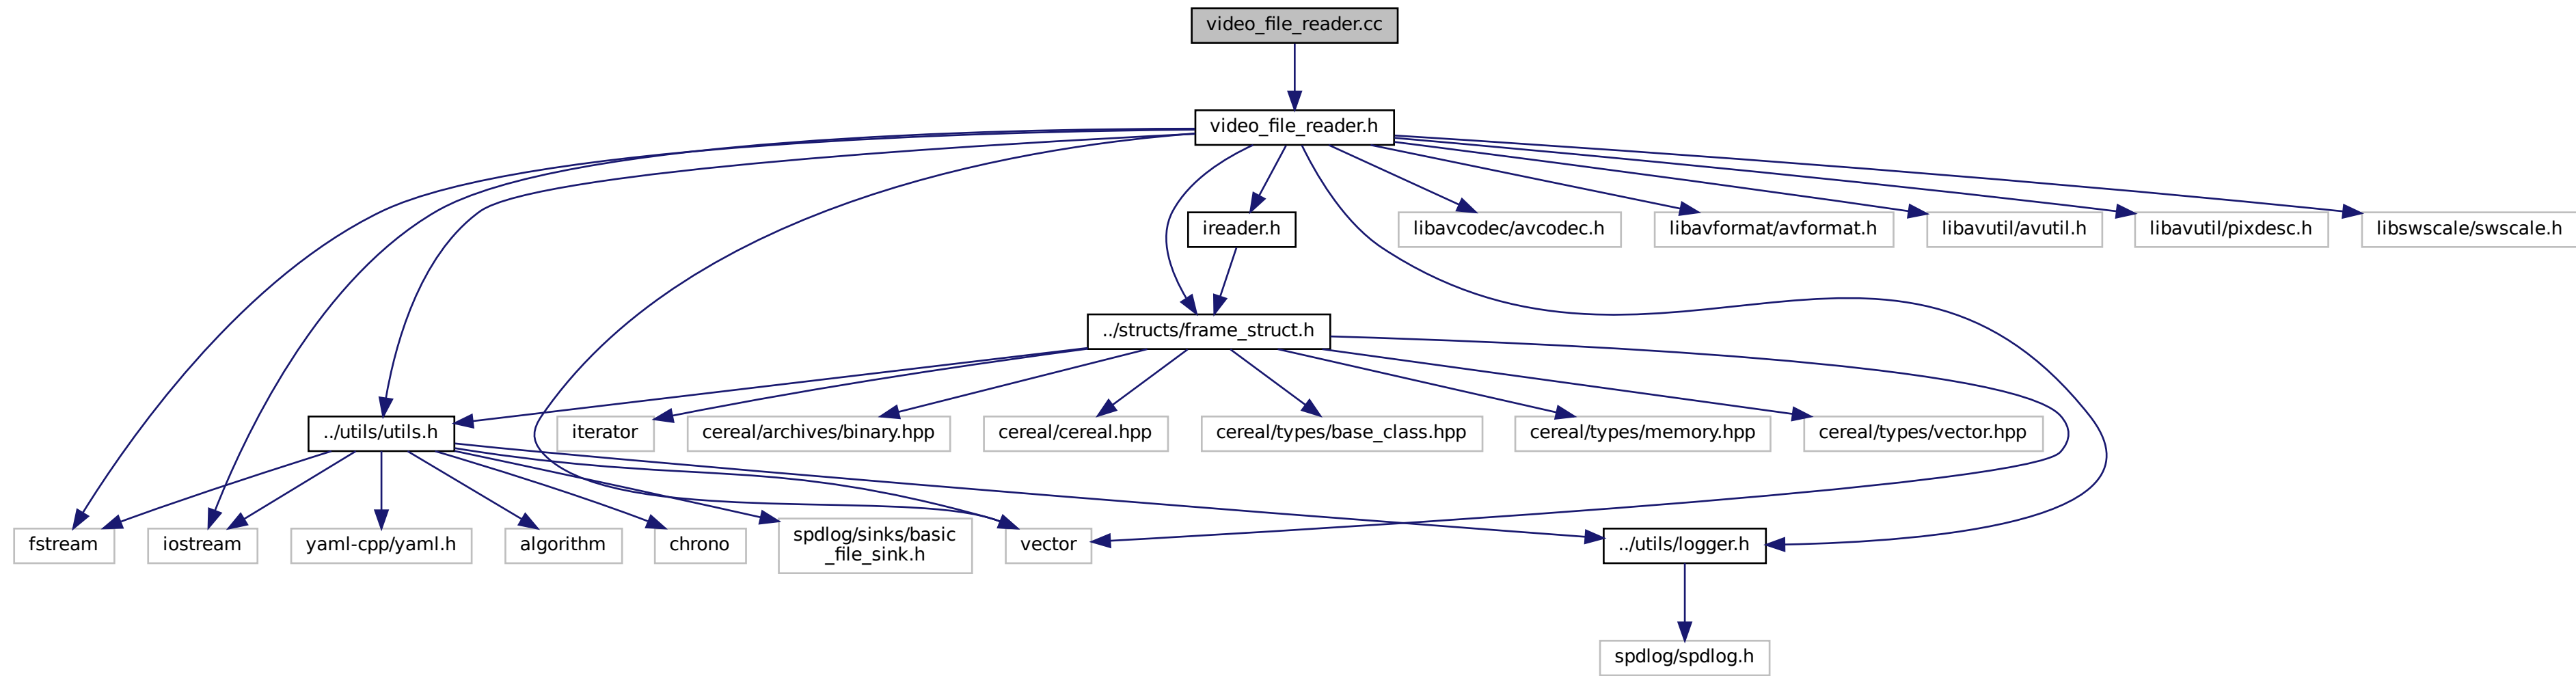 video_file_reader.cc
video_file_reader.h
ireader.h
libavcodec/avcodec.h
libavformat/avformat.h
libavutil/avutil.h
libavutil/pixdesc.h
libswscale/swscale.h
../structs/frame_struct.h
../utils/utils.h
iterator
cereal/archives/binary.hpp
cereal/cereal.hpp
cereal/types/base_class.hpp
cereal/types/memory.hpp
cereal/types/vector.hpp
fstream
iostream
yaml-cpp/yaml.h
algorithm
chrono
spdlog/sinks/basic
_file_sink.h
vector
../utils/logger.h
spdlog/spdlog.h